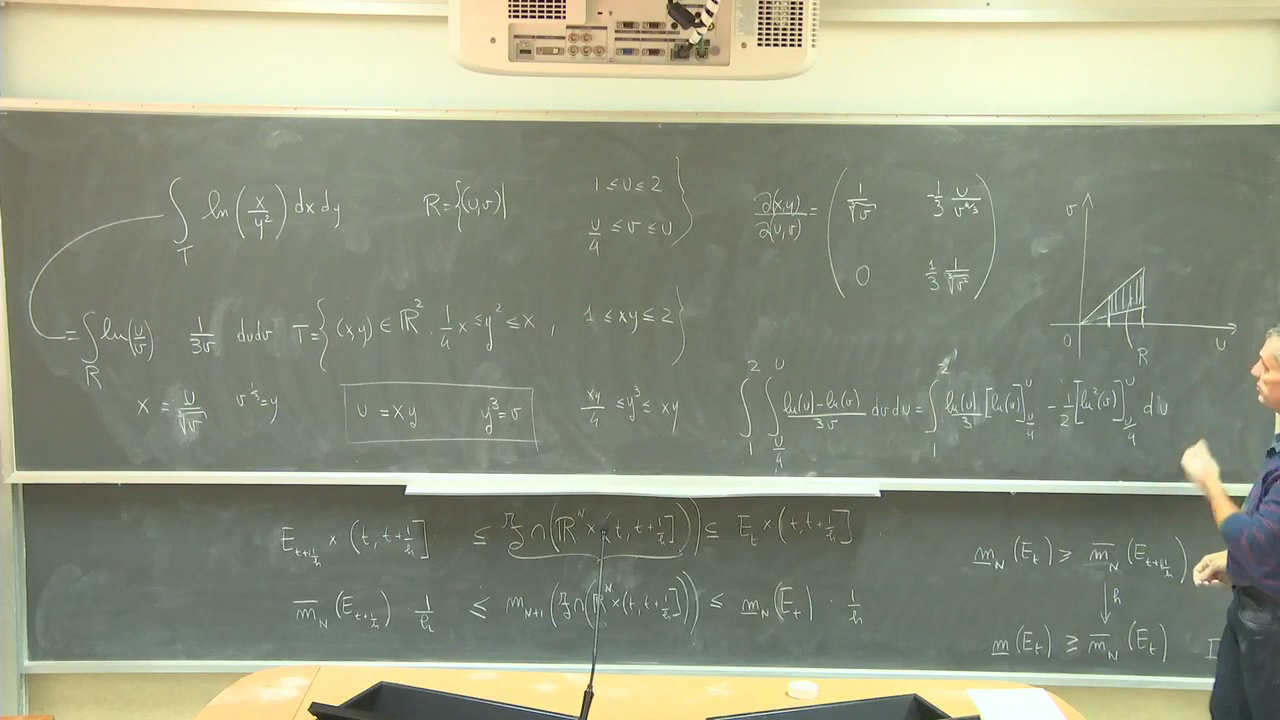 ∫_T ln(x/y²) dx dy    R = {(u,v) | 1 ≤ u ≤ 2
u/4 ≤ v ≤ u}
= ∫_R ln(u/v) 1/(3v) du dv    T = {(x,y) ∈ ℝ² · 1/4 x ≤ y² ≤ x , 1 ≤ xy ≤ 2}
x = u/∛v    v^{1/3} = y    u = xy    y³ = v    xy/4 ≤ y³ ≤ xy
∂(x,y)/∂(u,v) = ( 1/∛v    1/3 u/v^{4/3}
0    1/3 1/∛v² )
v
0    R    u
∫_1^2 ∫_{u/4}^u (ln(u) - ln(v))/(3v) dv du = ∫_1^2 ln(u)/3 [ln(v)]_{u/4}^u - 1/2 [ln²(v)]_{u/4}^u du
E_{t+1/h} × (t, t+1/h] ≤ ∩ (ℝ^N × (t, t+1/h]) ≤ E_t × (t, t+1/h]
m̅_N (E_{t+1/h}) 1/h ≤ m_{N+1} ( ∩ (ℝ^N × (t, t+1/h])) ≤ m̲_N (E_t) · 1/h
m̲_N (E_t) ≥ m̅_N (E_{t+1/h})
↓ h
m̲ (E_t) ≥ m̅_N (E_t)